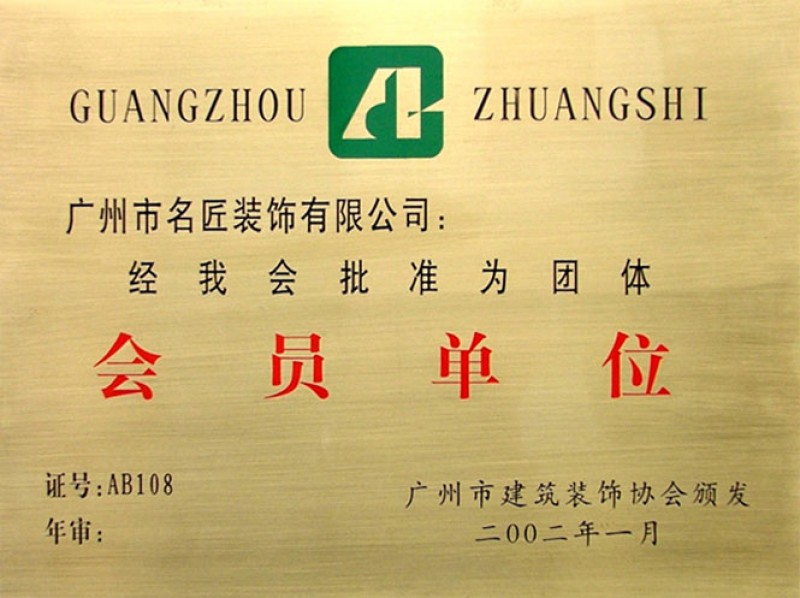 GUANGZHOU ZHUANGSHI
广州市名匠装饰有限公司：
经我会批准为团体
会员单位
证号：AB108
年审：
广州市建筑装饰协会颁发
二〇〇二年一月